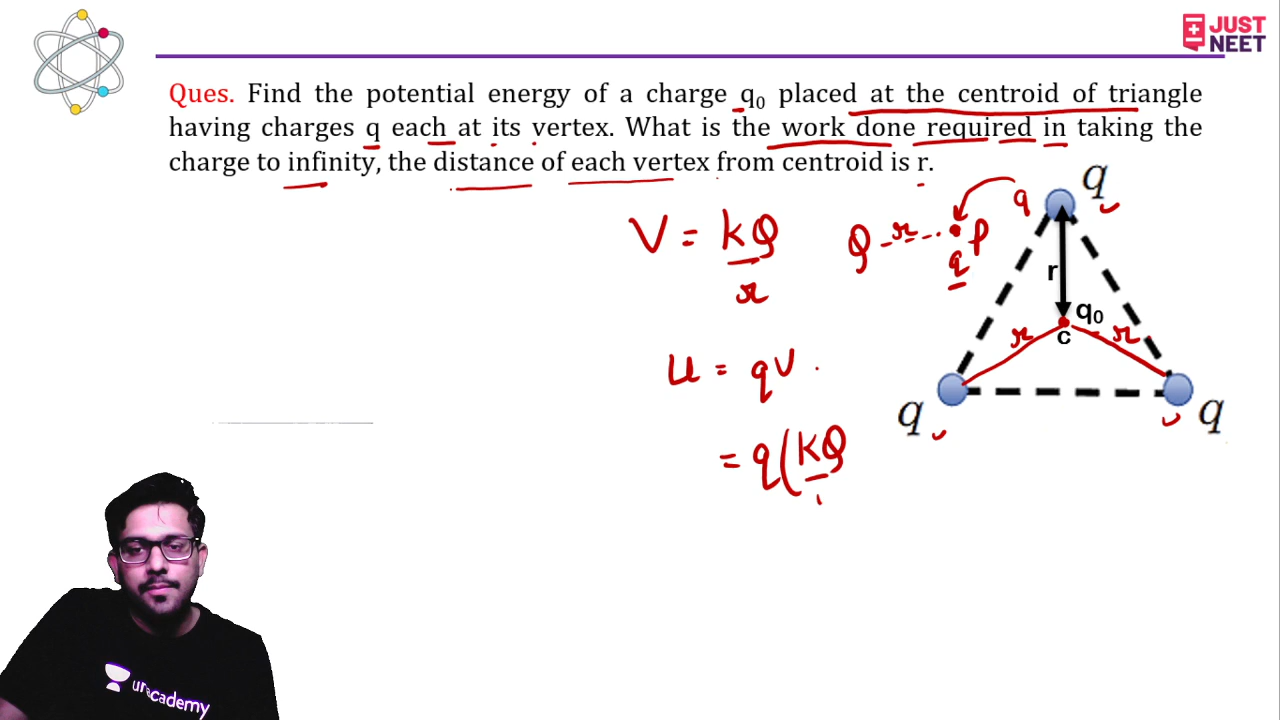 JUST
NEET
Ques. Find the potential energy of a charge q₀ placed at the centroid of triangle
having charges q each at its vertex. What is the work done required in taking the
charge to infinity, the distance of each vertex from centroid is r.
q
q
V = kQ
r
Q r P
q
r
q₀
c
r r
u = qV
q q
= q(kQ
unacademy